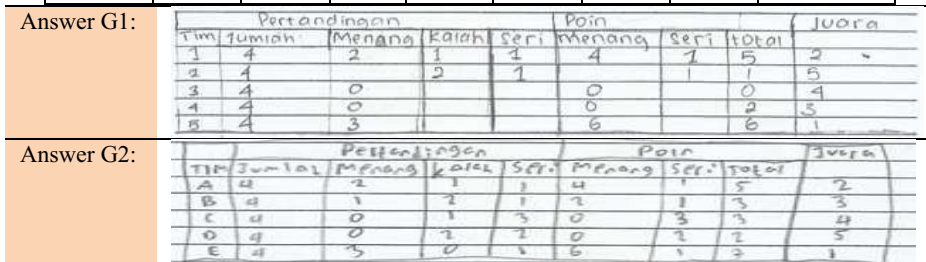 Answer G1:
Pertandingan Poin Juara
Tim Jumlah Menang Kalah Seri Menang Seri total
1 4 2 1 1 4 1 5 2
2 4 2 1 1 1 5
3 4 0 0 0 4
4 4 0 0 2 3
5 4 3 6 6 1
Answer G2:
Pertandingan Poin Juara
TIM Jumlah Menang kalah Seri Menang Seri Total
A 4 2 1 1 4 1 5 2
B 4 1 2 1 2 1 3 3
C 4 0 1 3 0 3 3 4
D 4 0 2 2 0 2 2 5
E 4 3 0 1 6 1 7 1